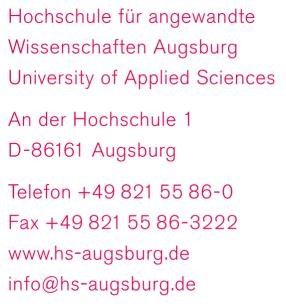 Hochschule für angewandte
Wissenschaften Augsburg
University of Applied Sciences
An der Hochschule 1
D-86161 Augsburg
Telefon +49 821 55 86-0
Fax +49 821 55 86-3222
www.hs-augsburg.de
info@hs-augsburg.de